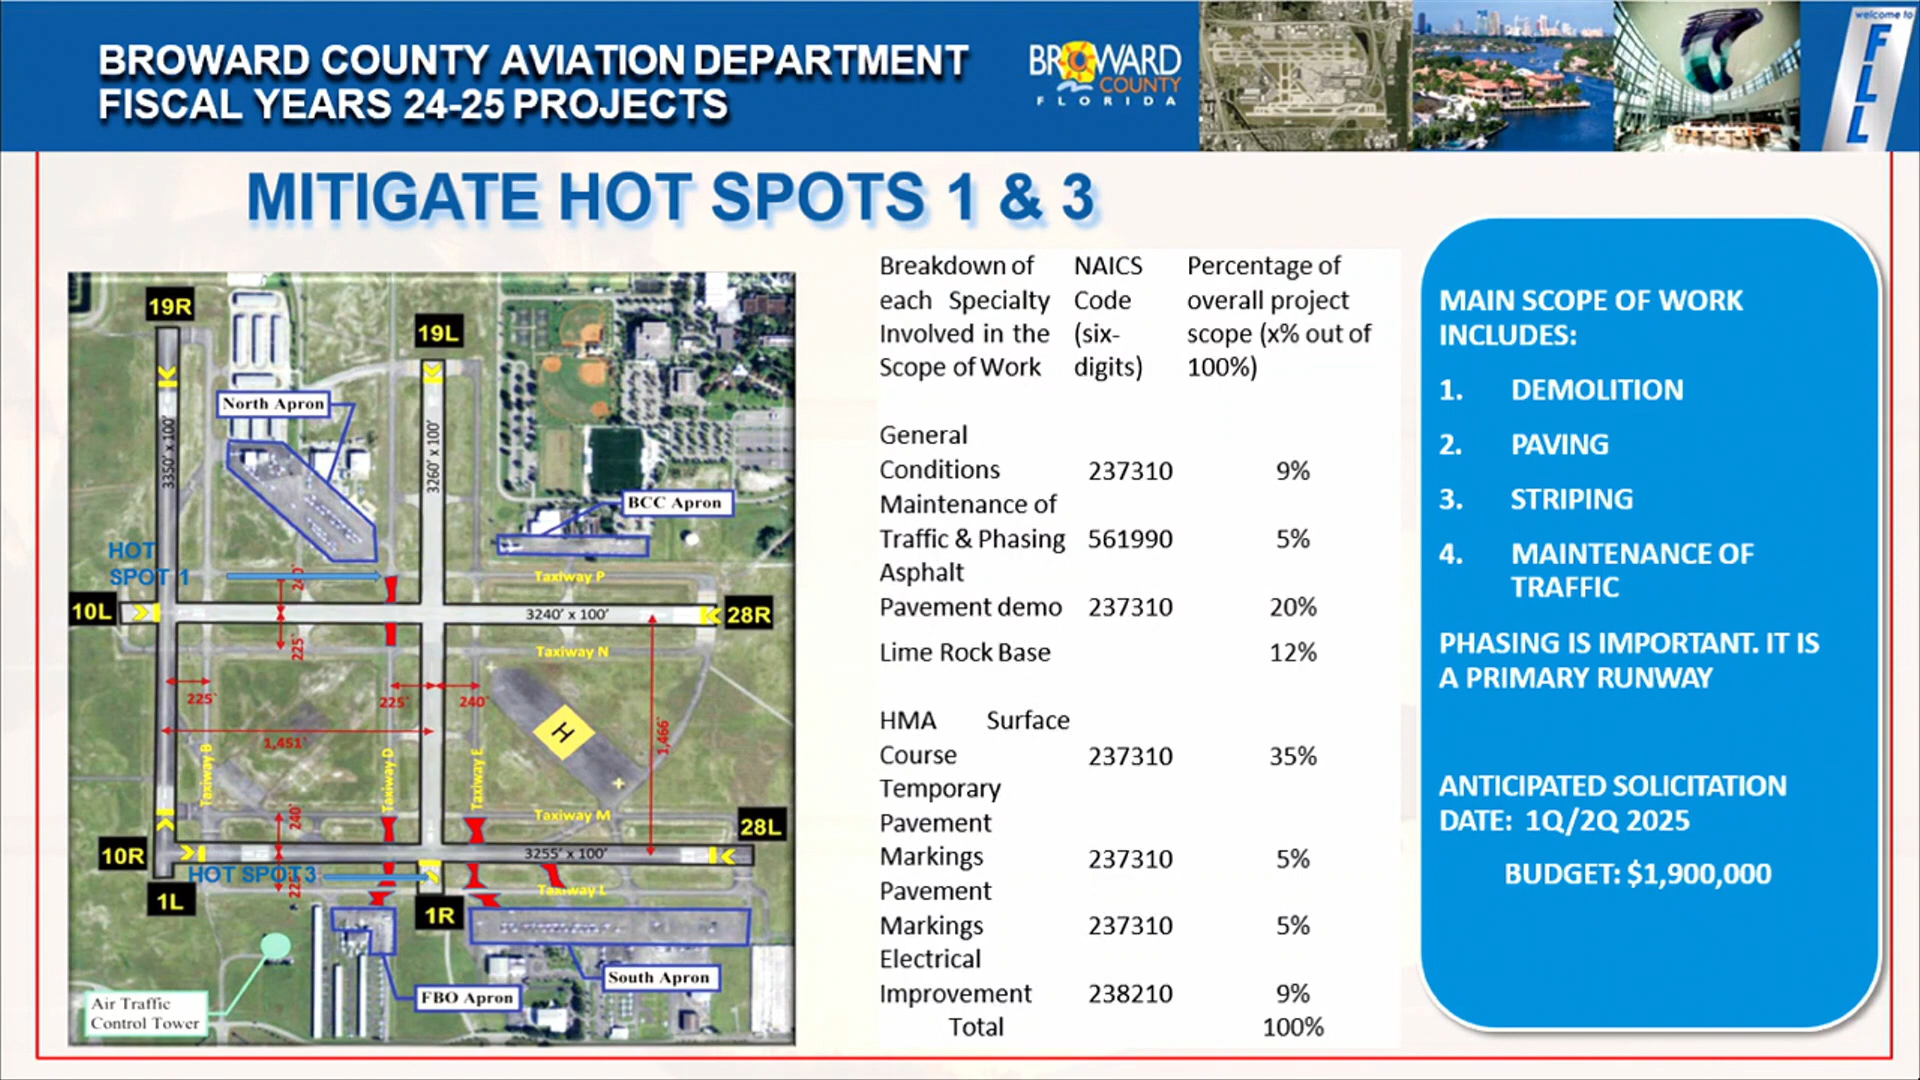 BROWARD COUNTY AVIATION DEPARTMENT
FISCAL YEARS 24-25 PROJECTS
BROWARD
COUNTY
FLORIDA
welcome to
FLL
MITIGATE HOT SPOTS 1 & 3
19R
19L
North Apron
3350' x 100'
3260' x 100'
BCC Apron
HOT
SPOT 1
240'
Taxiway P
10L
3240' x 100'
28R
225'
Taxiway N
225'
225'
240'
1,451'
1,466'
H
Taxiway B
Taxiway D
Taxiway E
240'
Taxiway M
28L
10R
3255' x 100'
HOT SPOT 3
225'
Taxiway L
1L
1R
South Apron
FBO Apron
Air Traffic
Control Tower
Breakdown of NAICS Percentage of
each Specialty Code overall project
Involved in the (six- scope (x% out of
Scope of Work digits) 100%)
General
Conditions 237310 9%
Maintenance of
Traffic & Phasing 561990 5%
Asphalt
Pavement demo 237310 20%
Lime Rock Base 12%
HMA Surface
Course 237310 35%
Temporary
Pavement
Markings 237310 5%
Pavement
Markings 237310 5%
Electrical
Improvement 238210 9%
Total 100%
MAIN SCOPE OF WORK
INCLUDES:
1. DEMOLITION
2. PAVING
3. STRIPING
4. MAINTENANCE OF
TRAFFIC
PHASING IS IMPORTANT. IT IS
A PRIMARY RUNWAY
ANTICIPATED SOLICITATION
DATE: 1Q/2Q 2025
BUDGET: $1,900,000